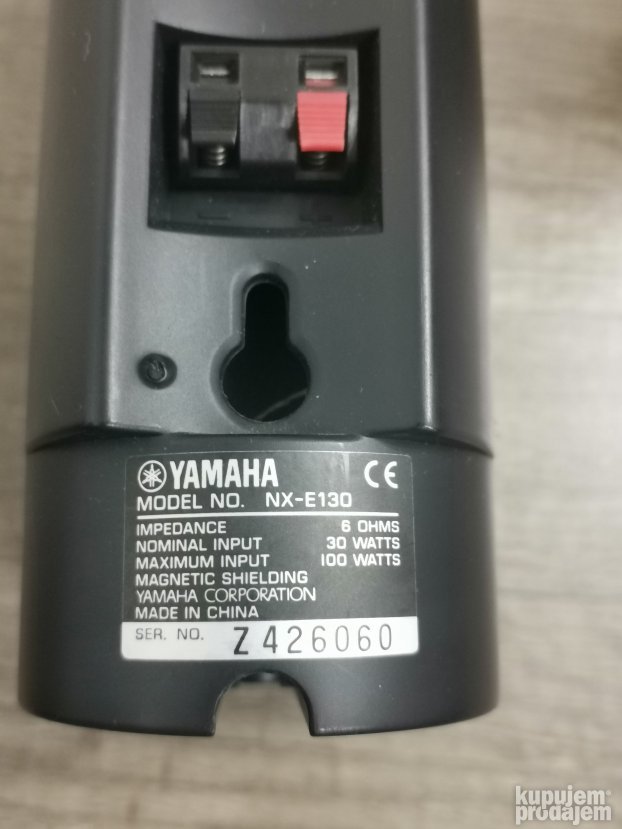 YAMAHA CE
MODEL NO. NX-E130
IMPEDANCE 6 OHMS
NOMINAL INPUT 30 WATTS
MAXIMUM INPUT 100 WATTS
MAGNETIC SHIELDING
YAMAHA CORPORATION
MADE IN CHINA
SER. NO. Z 426060
kupujem
prodajem